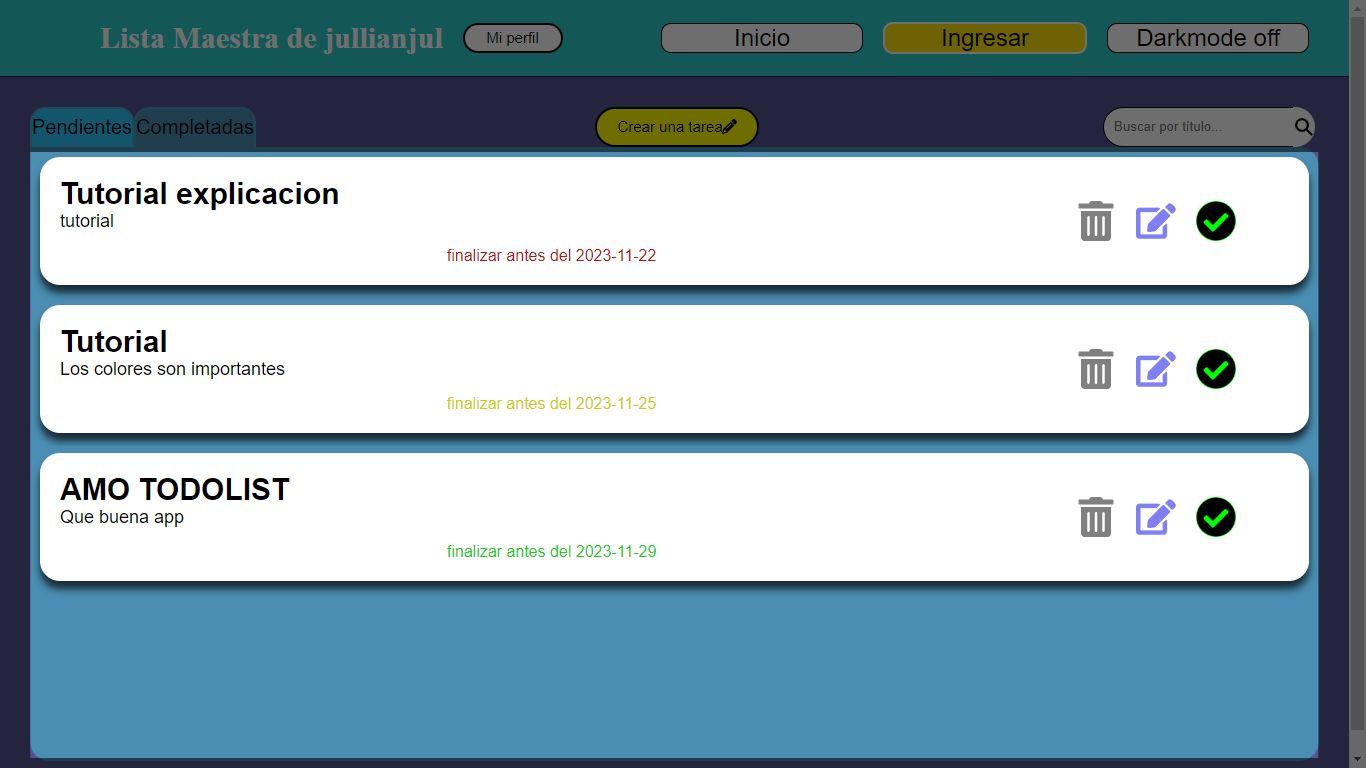 Lista Maestra de jullianjul
Mi perfil
Inicio
Ingresar
Darkmode off
Pendientes
Completadas
Crear una tarea
Buscar por título...
Tutorial explicacion
tutorial
finalizar antes del 2023-11-22
Tutorial
Los colores son importantes
finalizar antes del 2023-11-25
AMO TODOLIST
Que buena app
finalizar antes del 2023-11-29